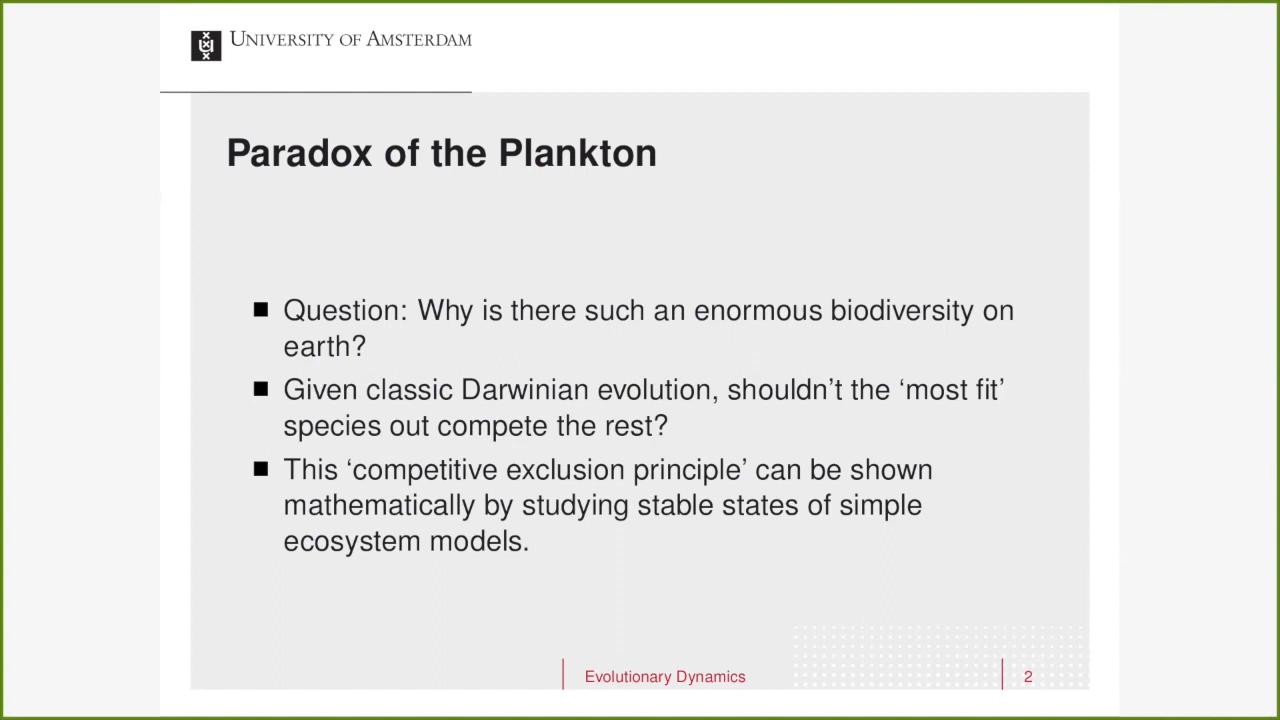 UNIVERSITY OF AMSTERDAM
Paradox of the Plankton
■ Question: Why is there such an enormous biodiversity on
earth?
■ Given classic Darwinian evolution, shouldn’t the ‘most fit’
species out compete the rest?
■ This ‘competitive exclusion principle’ can be shown
mathematically by studying stable states of simple
ecosystem models.
Evolutionary Dynamics
2